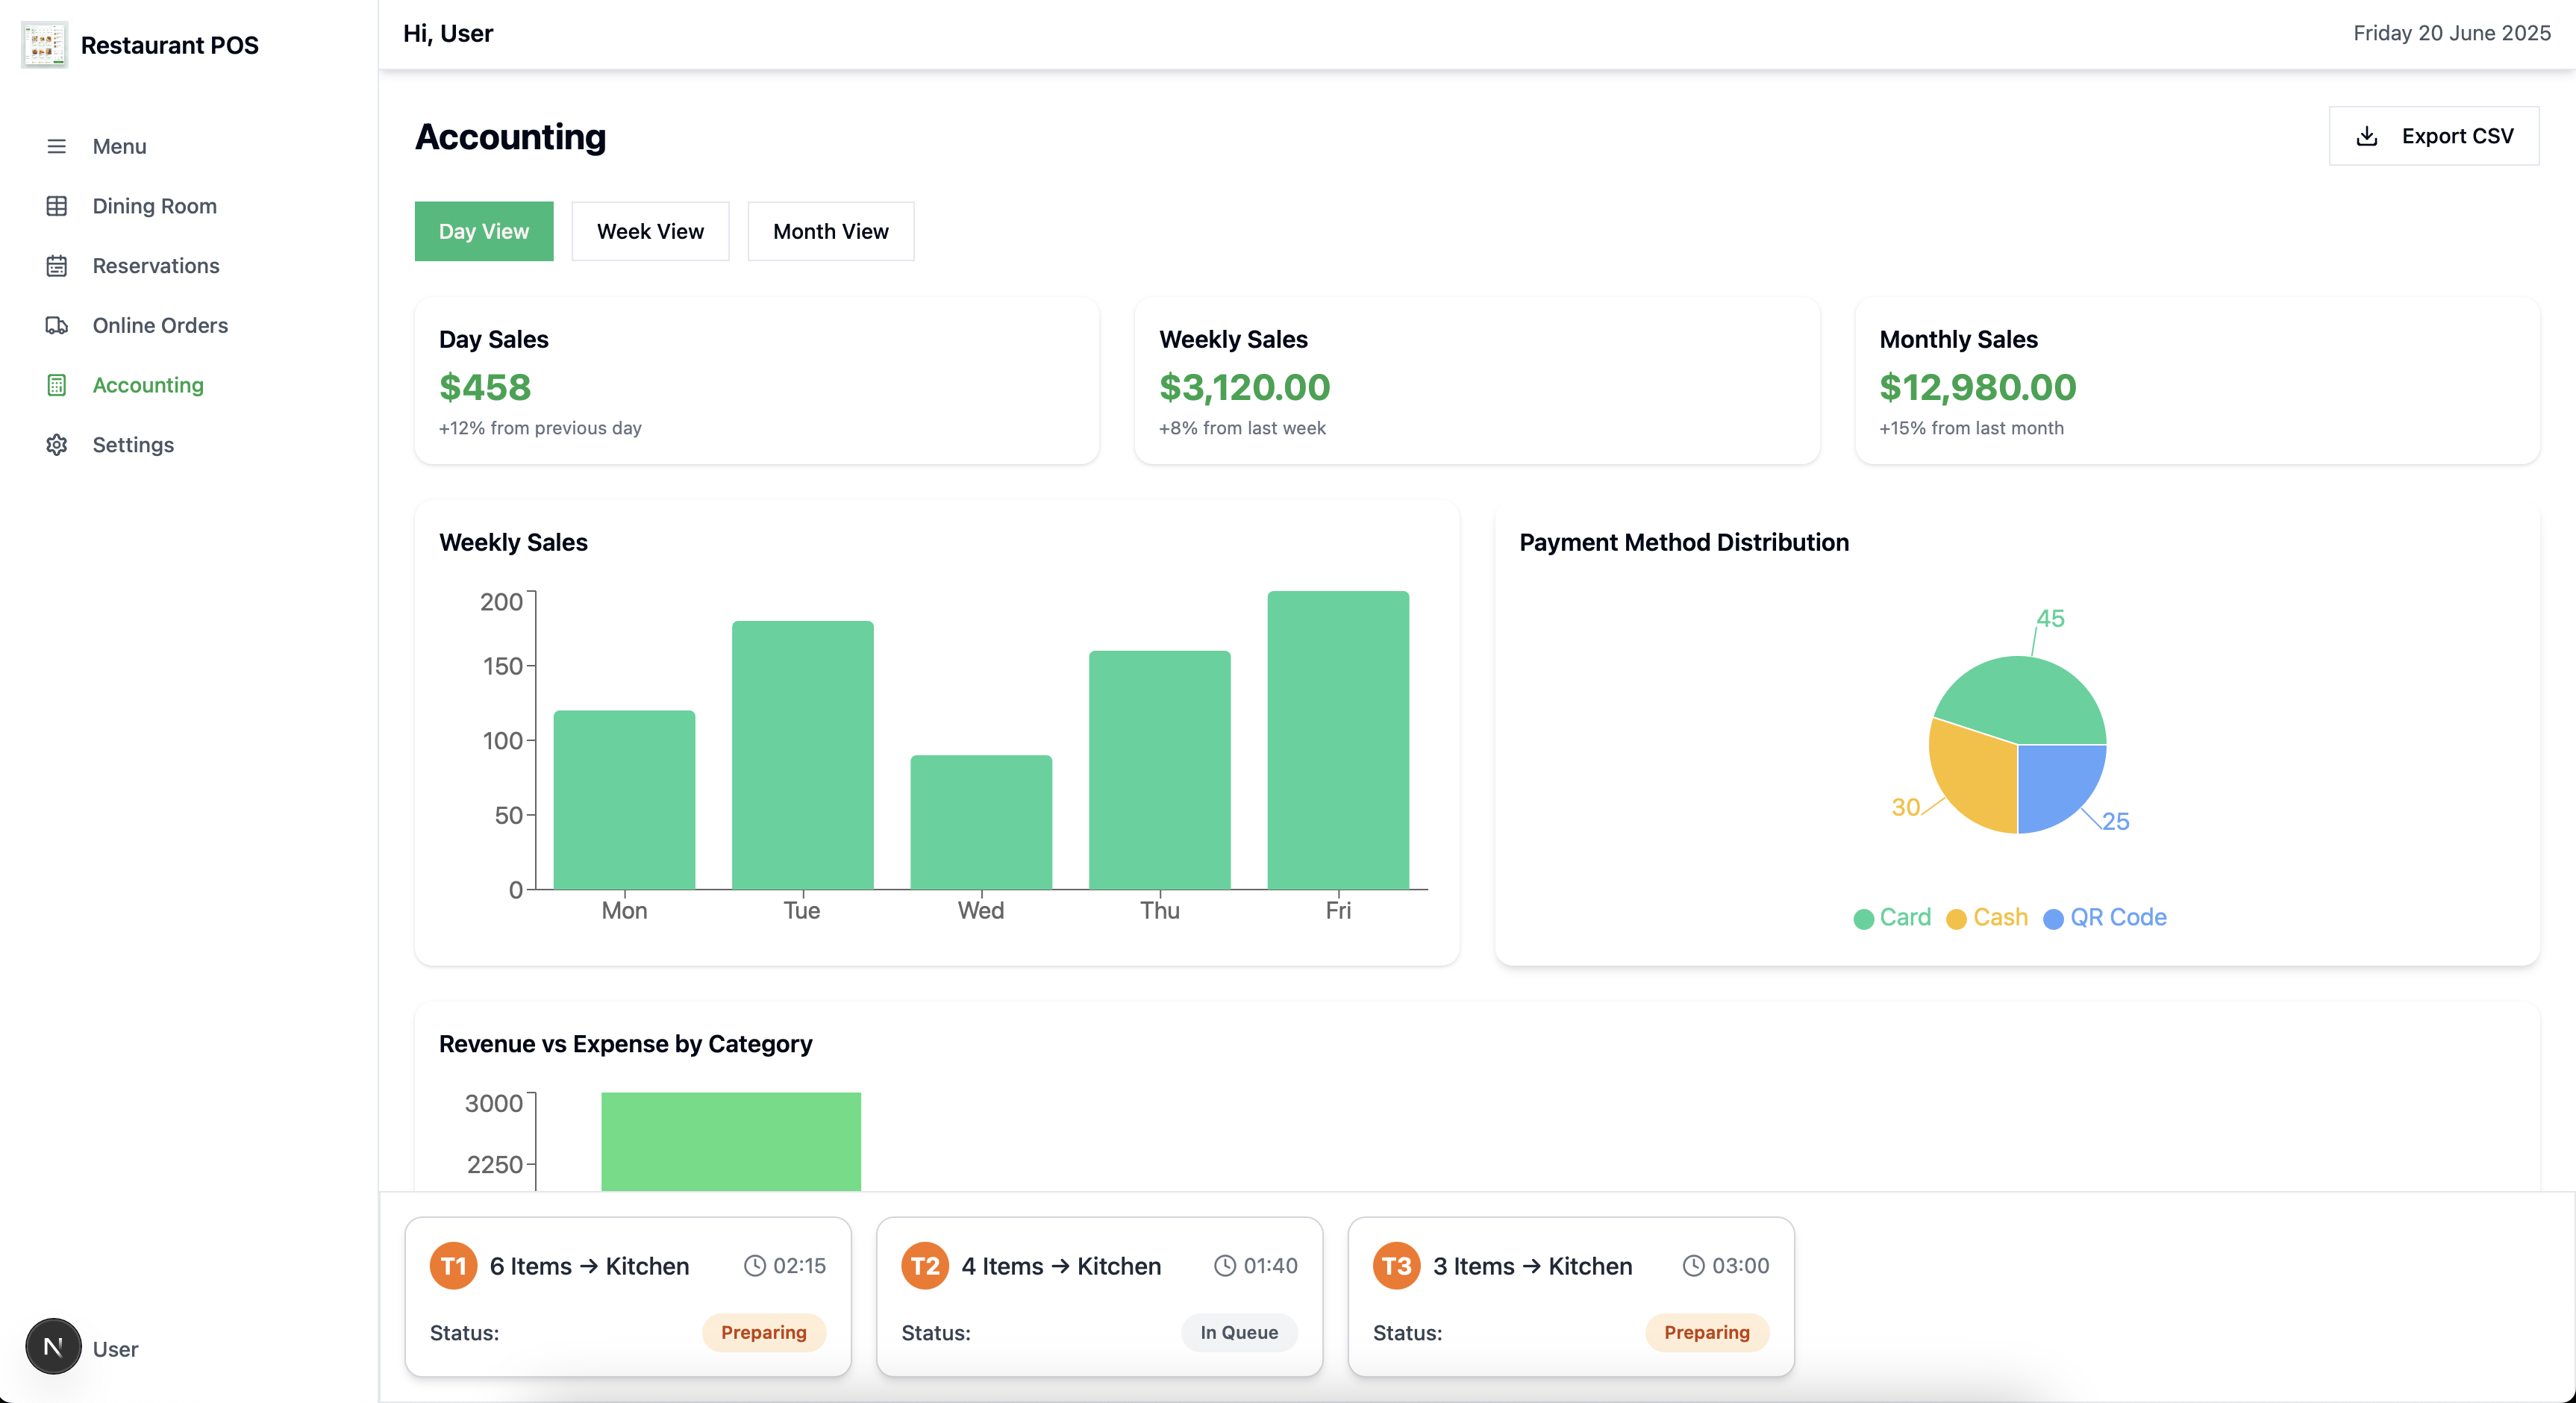 Restaurant POS
Menu
Dining Room
Reservations
Online Orders
Accounting
Settings
N
User
Hi, User
Friday 20 June 2025
Accounting
Export CSV
Day View
Week View
Month View
Day Sales
$458
+12% from previous day
Weekly Sales
$3,120.00
+8% from last week
Monthly Sales
$12,980.00
+15% from last month
Weekly Sales
200
150
100
50
0
Mon
Tue
Wed
Thu
Fri
Payment Method Distribution
45
30
25
Card
Cash
QR Code
Revenue vs Expense by Category
3000
2250
T1
6 Items → Kitchen
02:15
Status:
Preparing
T2
4 Items → Kitchen
01:40
Status:
In Queue
T3
3 Items → Kitchen
03:00
Status:
Preparing